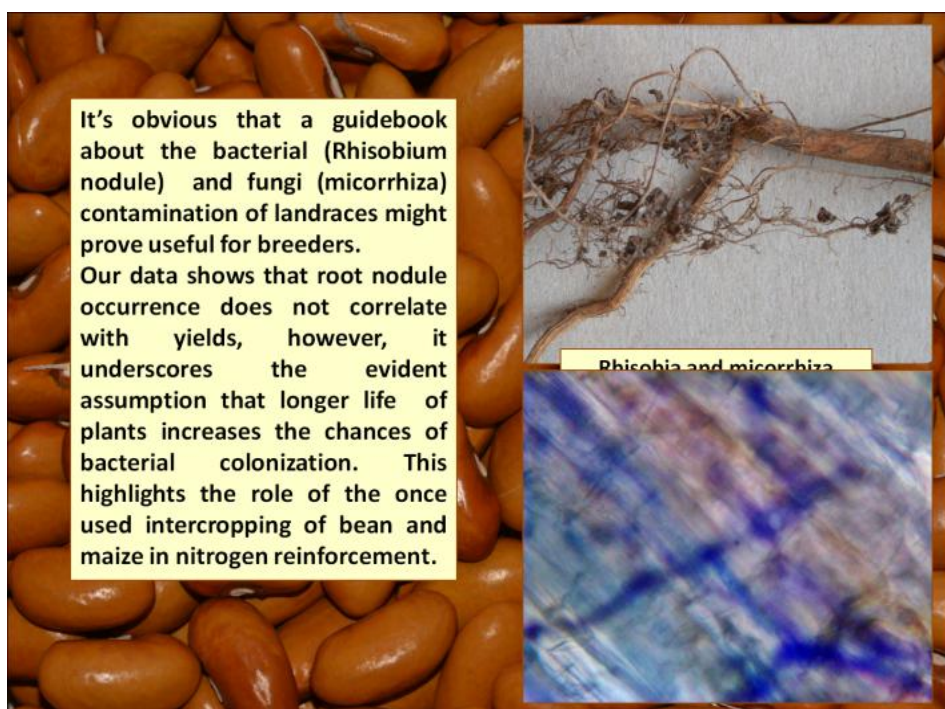 It's obvious that a guidebook
about the bacterial (Rhisobium
nodule) and fungi (micorrhiza)
contamination of landraces might
prove useful for breeders.
Our data shows that root nodule
occurrence does not correlate
with yields, however, it
underscores the evident
assumption that longer life of
plants increases the chances of
bacterial colonization. This
highlights the role of the once
used intercropping of bean and
maize in nitrogen reinforcement.
Rhisobia and micorrhiza